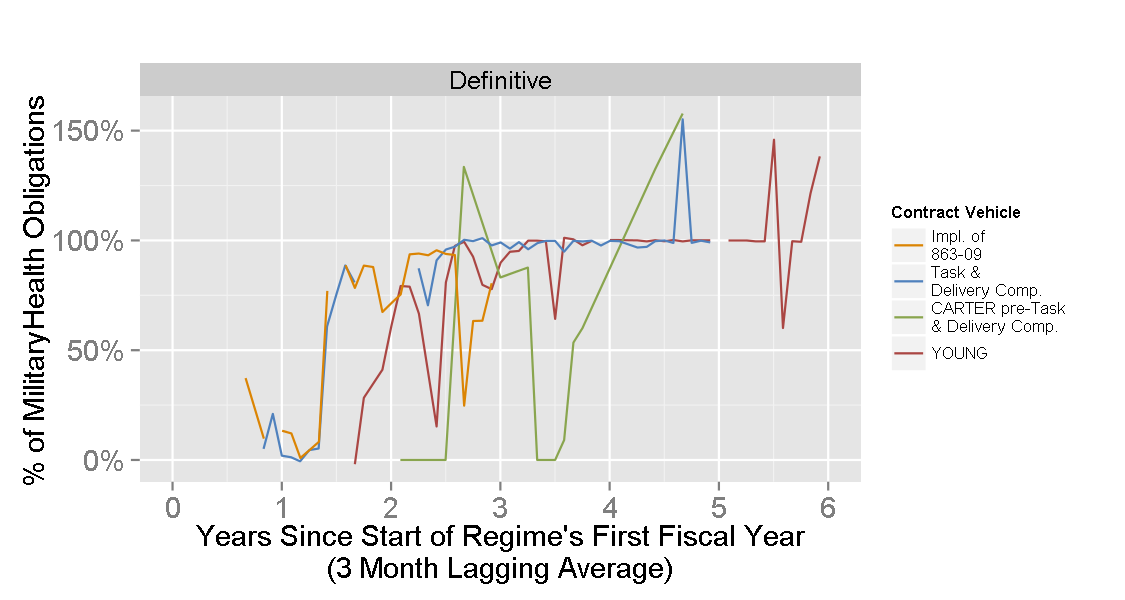 Definitive
% of MilitaryHealth Obligations
150%
100%
50%
0%
0 1 2 3 4 5 6
Years Since Start of Regime's First Fiscal Year
(3 Month Lagging Average)
Contract Vehicle
Impl. of
863-09
Task &
Delivery Comp.
CARTER pre-Task
& Delivery Comp.
YOUNG